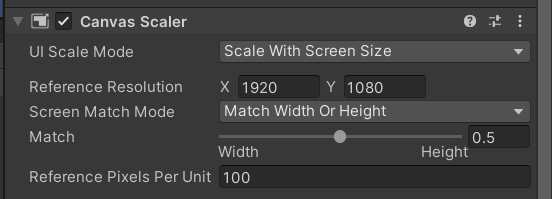 Canvas Scaler
UI Scale Mode Scale With Screen Size
Reference Resolution X 1920 Y 1080
Screen Match Mode Match Width Or Height
Match 0.5
Width Height
Reference Pixels Per Unit 100